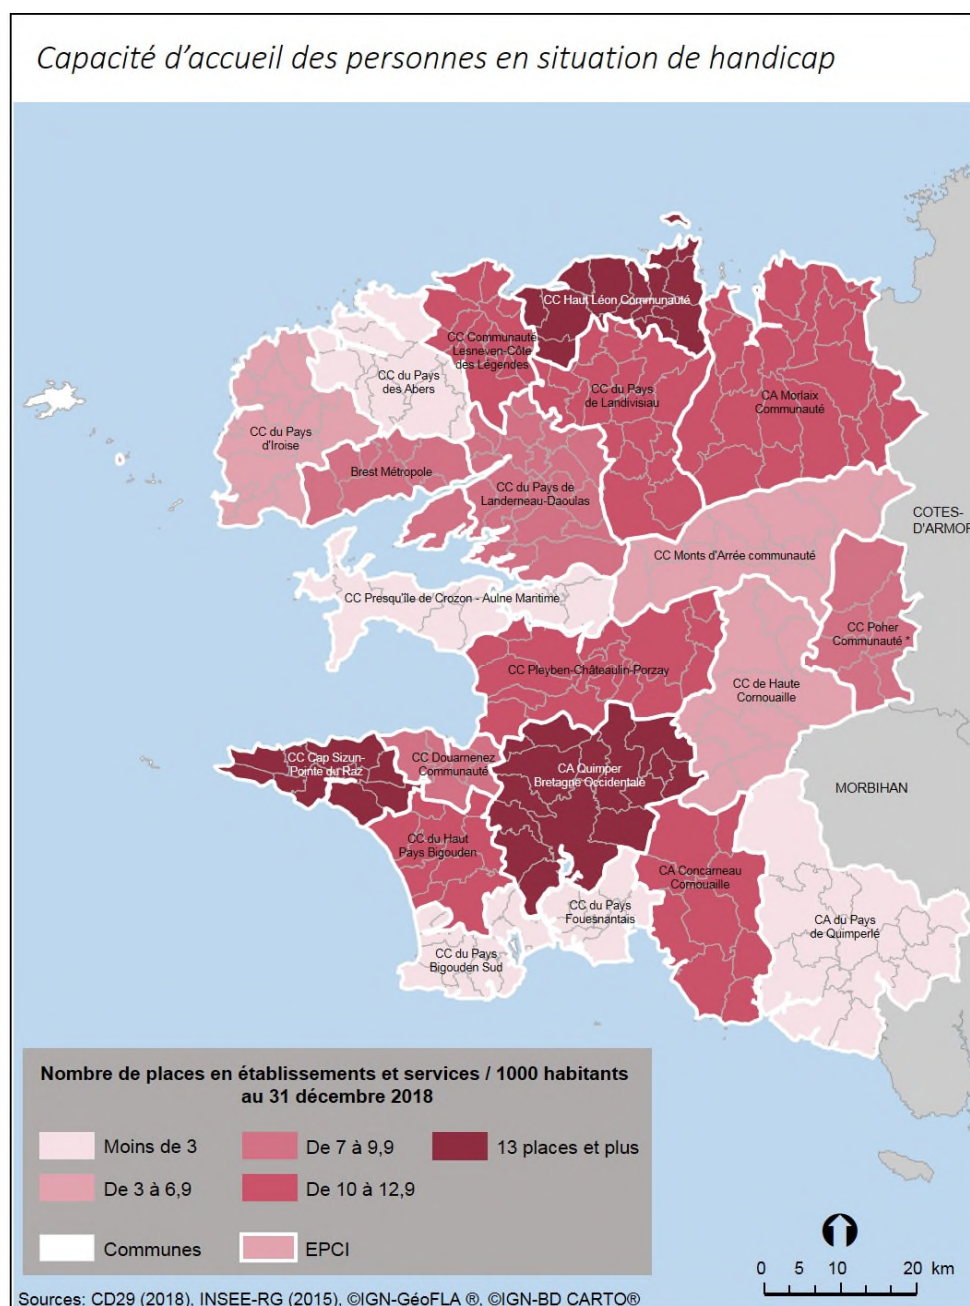 Capacité d'accueil des personnes en situation de handicap
CC Haut Léon Communauté
CC Communauté
Lesneven-Côte
des Légendes
CC du Pays
des Abers
CC du Pays
de Landivisiau
CA Morlaix
Communauté
CC du Pays
d'Iroise
Brest Métropole
CC du Pays de
Landerneau-Daoulas
COTES-
D'ARMOR
CC Monts d'Arrée communauté
CC Presqu'île de Crozon - Aulne Maritime
CC Poher
Communauté *
CC Pleyben-Châteaulin-Porzay
CC de Haute
Cornouaille
CC Cap Sizun-
Pointe du Raz
CC Douarnenez
Communauté
CA Quimper
Bretagne Occidentale
MORBIHAN
CC du Haut
Pays Bigouden
CA Concarneau
Cornouaille
CC du Pays
Fouesnantais
CA du Pays
de Quimperlé
CC du Pays
Bigouden Sud
Nombre de places en établissements et services / 1000 habitants
au 31 décembre 2018
Moins de 3
De 7 à 9,9
13 places et plus
De 3 à 6,9
De 10 à 12,9
Communes
EPCI
0 5 10 20 km
Sources: CD29 (2018), INSEE-RG (2015), ©IGN-GéoFLA ®, ©IGN-BD CARTO®